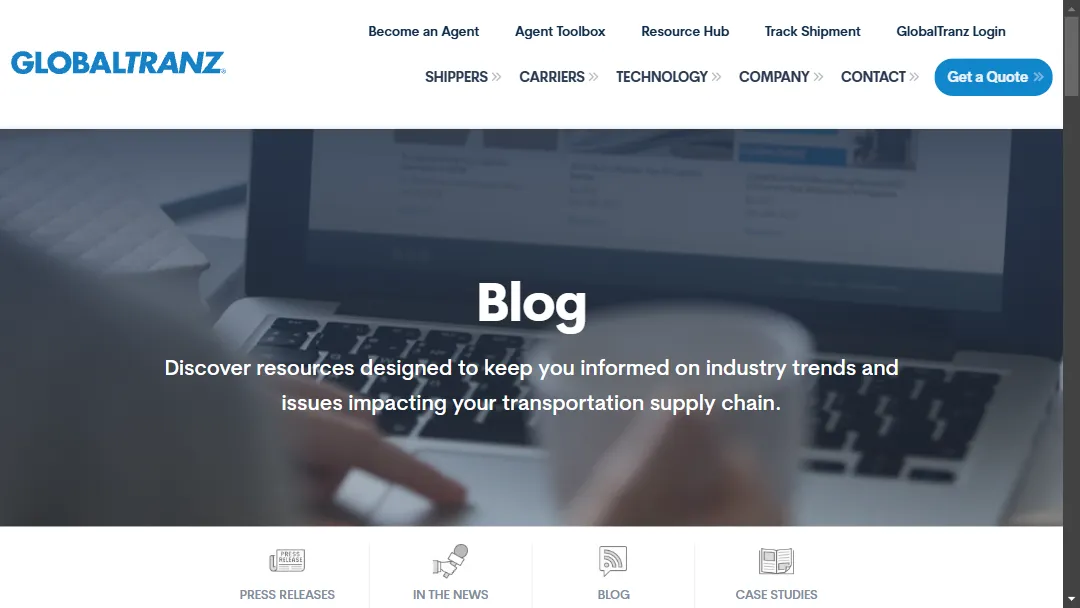 Become an Agent Agent Toolbox Resource Hub Track Shipment GlobalTranz Login
GLOBALTRANZ
SHIPPERS CARRIERS TECHNOLOGY COMPANY CONTACT Get a Quote
Blog
Discover resources designed to keep you informed on industry trends and
issues impacting your transportation supply chain.
PRESS
RELEASE
PRESS RELEASES IN THE NEWS BLOG CASE STUDIES